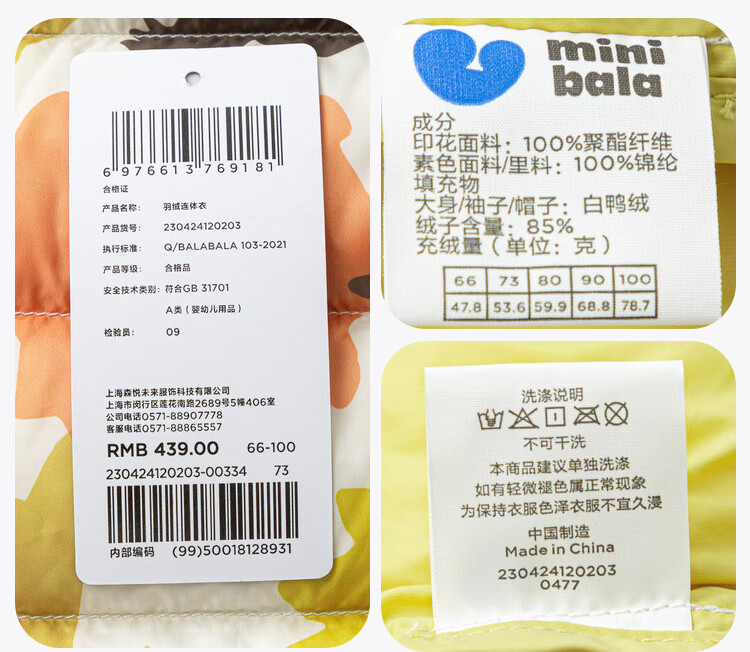 6 976613 769181
合格证
产品名称: 羽绒连体衣
产品货号: 230424120203
执行标准: Q/BALABALA 103-2021
产品等级: 合格品
安全技术类别: 符合GB 31701
A类 (婴幼儿用品)
检验员: 09
上海森悦未来服饰科技有限公司
上海市闵行区莲花南路2689号5幢406室
公司电话0571-88907778
客服电话0571-88865557
RMB 439.00 66-100
230424120203-00334 73
内部编码 (99)50018128931
mini
bala
成分
印花面料: 100%聚酯纤维
素色面料/里料: 100%锦纶
填充物
大身/袖子/帽子: 白鸭绒
绒子含量: 85%
充绒量 (单位: 克)
66 73 80 90 100
47.8 53.6 59.9 68.8 78.7
洗涤说明
不可干洗
本商品建议单独洗涤
如有轻微褪色属正常现象
为保持衣服色泽衣服不宜久浸
中国制造
Made in China
230424120203
0477